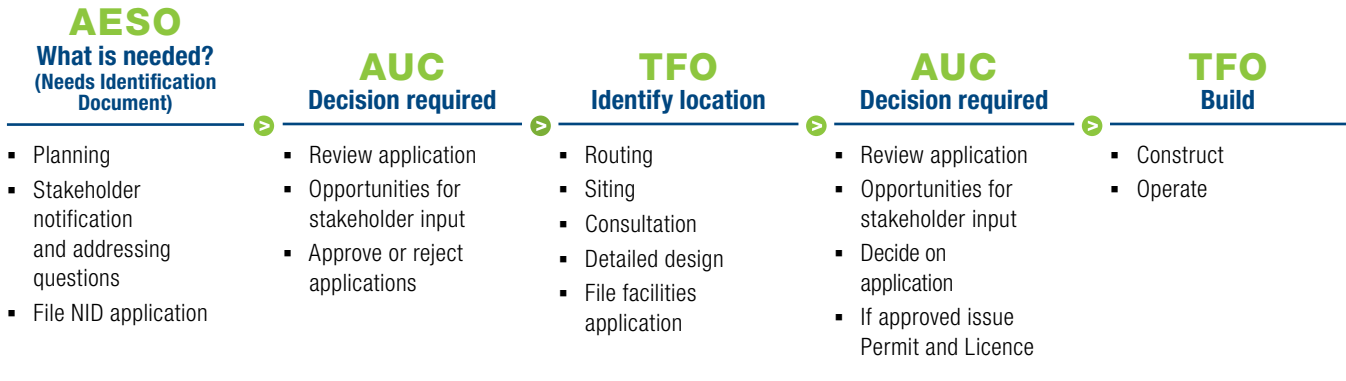 AESO
What is needed?
(Needs Identification
Document)
▪ Planning
▪ Stakeholder
notification
and addressing
questions
▪ File NID application
>
AUC
Decision required
▪ Review application
▪ Opportunities for
stakeholder input
▪ Approve or reject
applications
>
TFO
Identify location
▪ Routing
▪ Siting
▪ Consultation
▪ Detailed design
▪ File facilities
application
>
AUC
Decision required
▪ Review application
▪ Opportunities for
stakeholder input
▪ Decide on
application
▪ If approved issue
Permit and Licence
>
TFO
Build
▪ Construct
▪ Operate